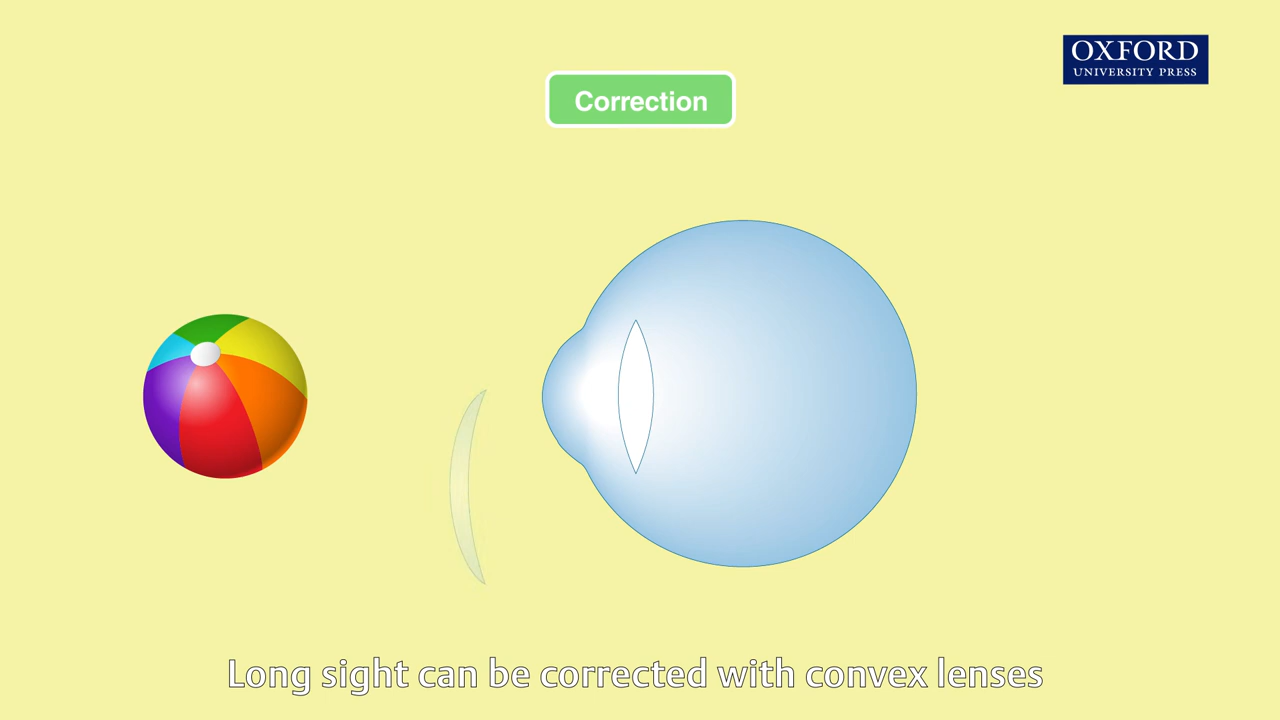 OXFORD
UNIVERSITY PRESS
Correction
Long sight can be corrected with convex lenses